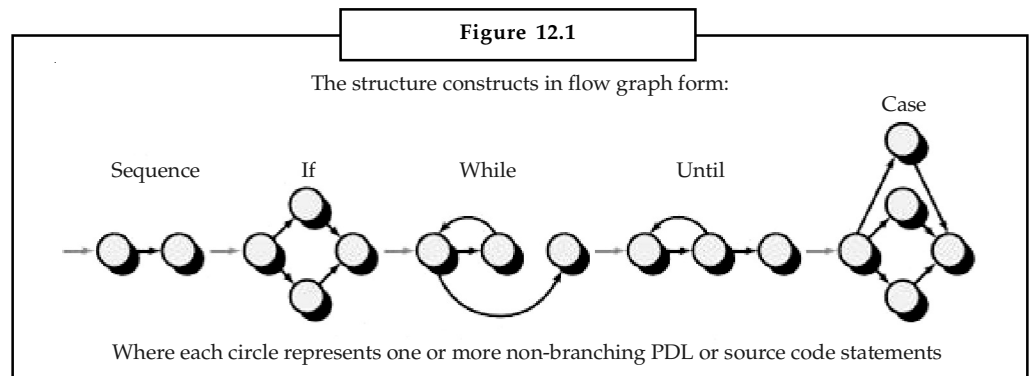 Figure 12.1
The structure constructs in flow graph form:
Case
Sequence If While Until
Where each circle represents one or more non-branching PDL or source code statements